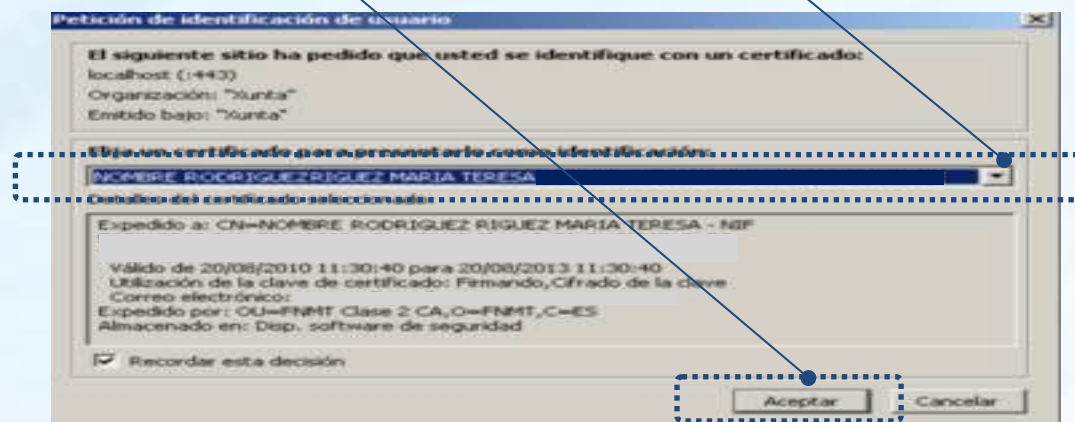 Petición de identificación de usuario
El siguiente sitio ha pedido que usted se identifique con un certificado:
localhost (:443)
Organización: "Xunta"
Emitido bajo: "Xunta"
Elija un certificado para presentarlo como identificación:
NOMBRE RODRIGUEZRIGUEZ MARIA TERESA
Detalles del certificado seleccionado:
Expedido a: CN=NOMBRE RODRIGUEZ RIGUEZ MARIA TERESA - NIF
Válido de 20/08/2010 11:30:40 para 20/08/2013 11:30:40
Utilización de la clave de certificado: Firmando,Cifrado de la clave
Correo electrónico:
Expedido por: OU=FNMT Clase 2 CA,O=FNMT,C=ES
Almacenado en: Disp. software de seguridad
Recordar esta decisión
Aceptar Cancelar